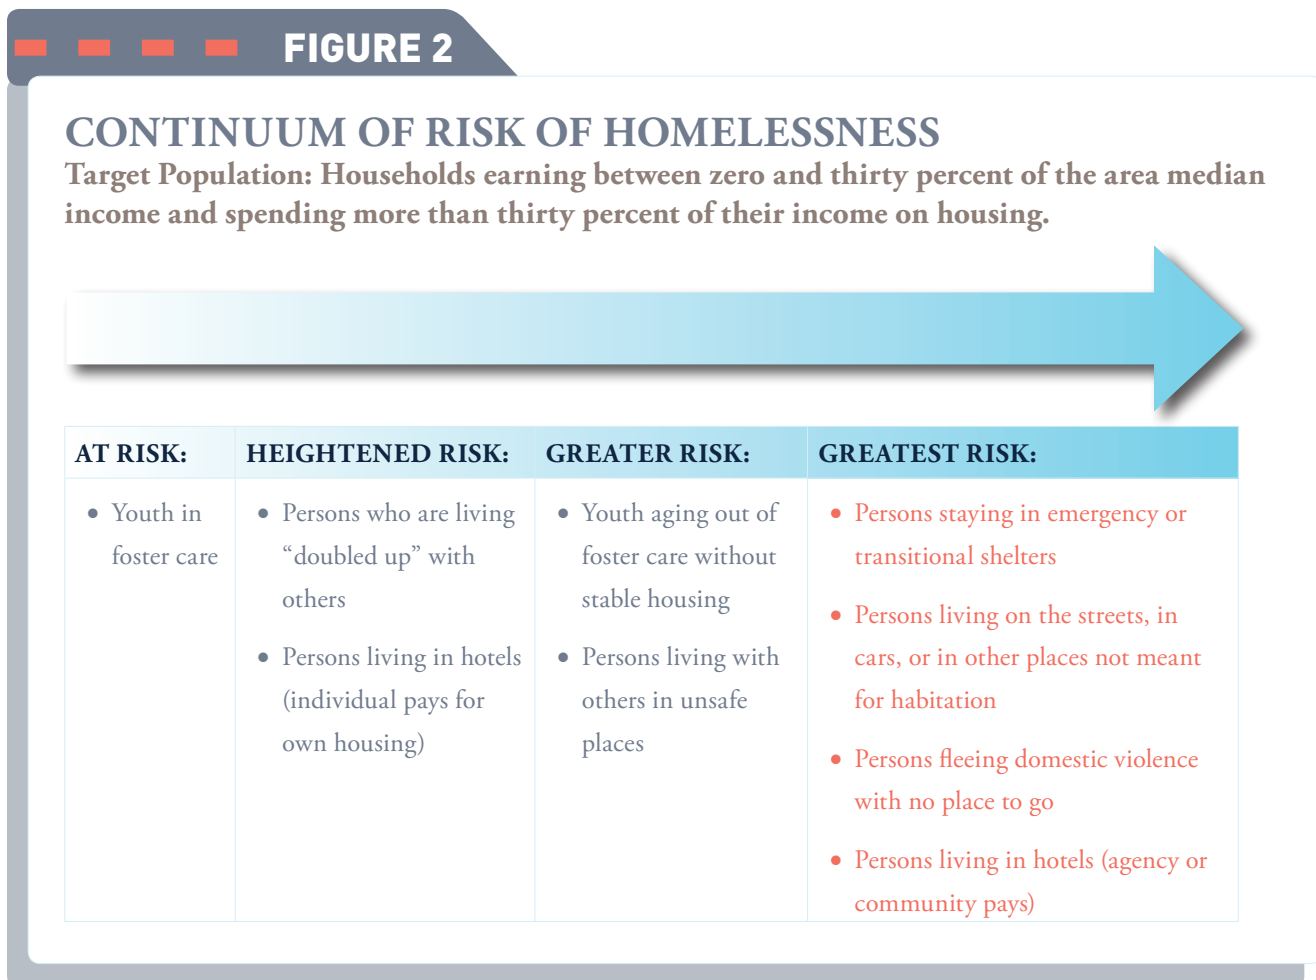 FIGURE 2
CONTINUUM OF RISK OF HOMELESSNESS
Target Population: Households earning between zero and thirty percent of the area median
income and spending more than thirty percent of their income on housing.
AT RISK:
• Youth in
foster care
HEIGHTENED RISK:
• Persons who are living
“doubled up” with
others
• Persons living in hotels
(individual pays for
own housing)
GREATER RISK:
• Youth aging out of
foster care without
stable housing
• Persons living with
others in unsafe
places
GREATEST RISK:
• Persons staying in emergency or
transitional shelters
• Persons living on the streets, in
cars, or in other places not meant
for habitation
• Persons fleeing domestic violence
with no place to go
• Persons living in hotels (agency or
community pays)